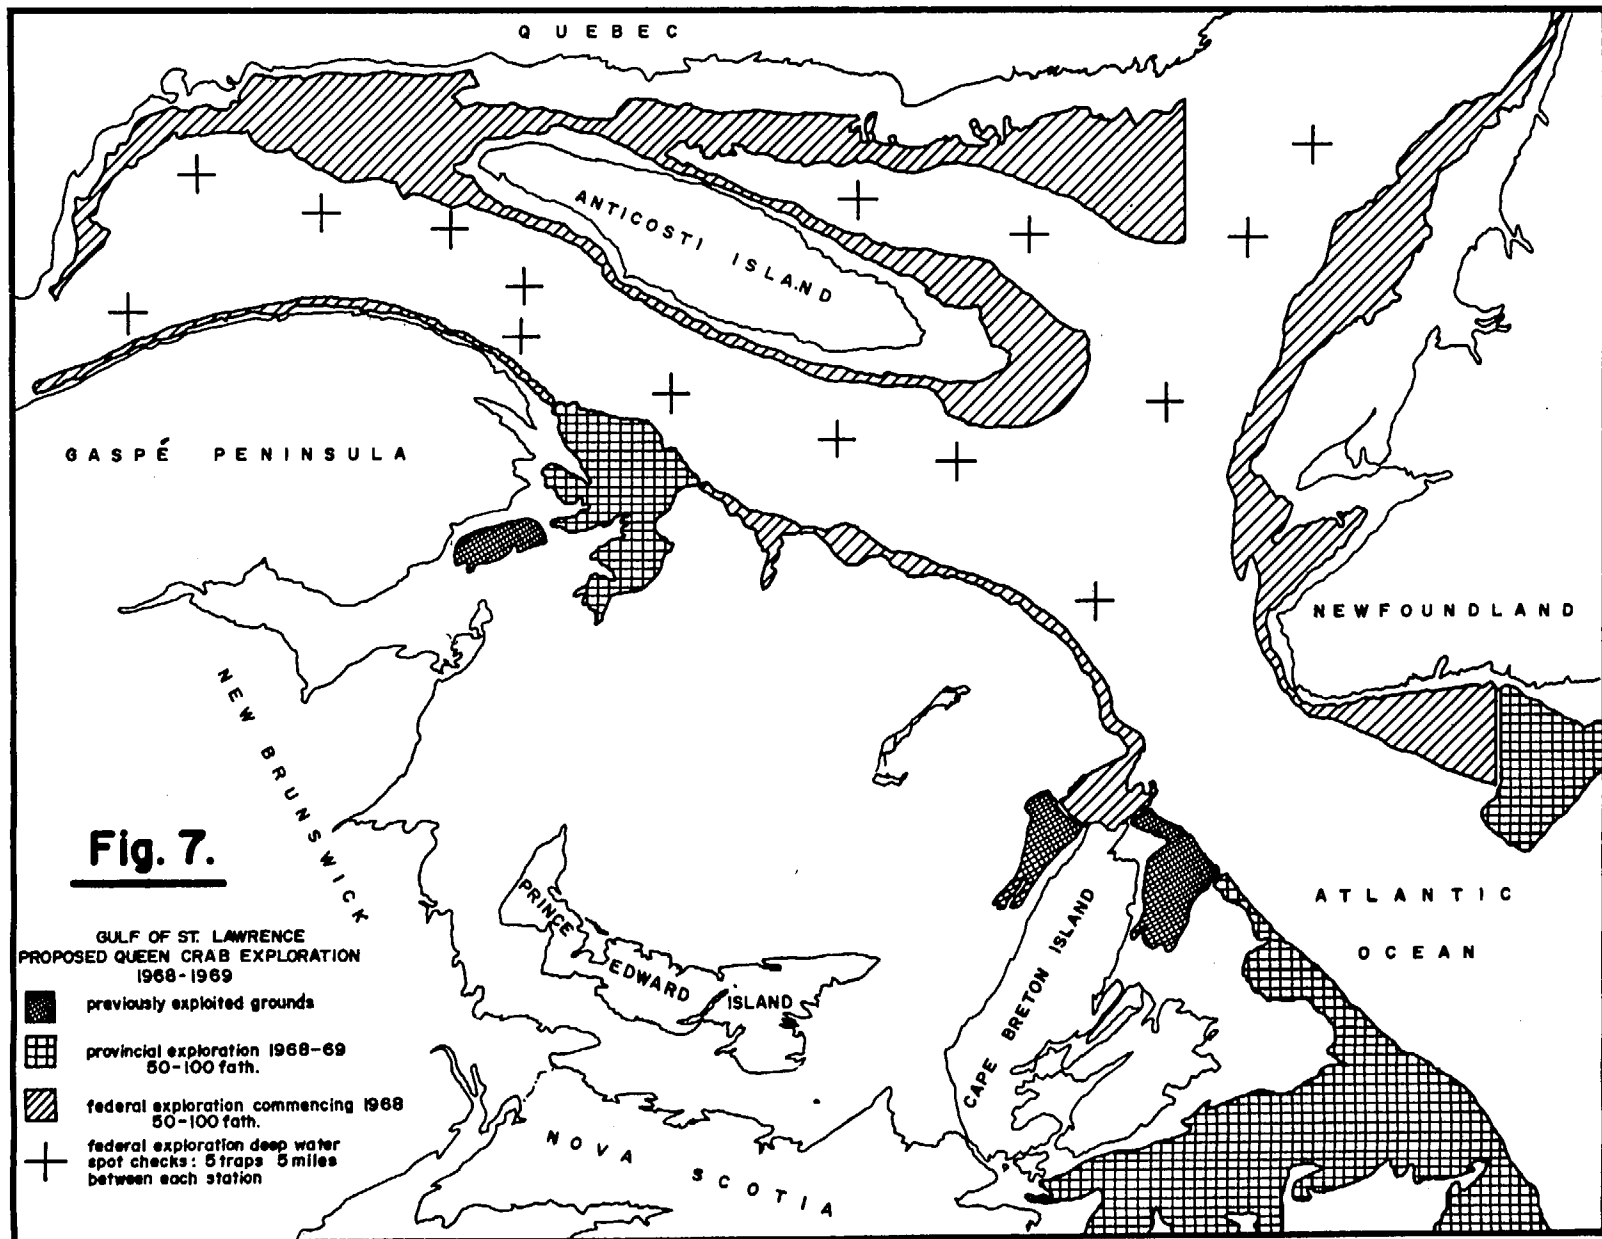 QUEBEC
ANTICOSTI ISLAND
GASPÉ PENINSULA
NEWFOUNDLAND
NEW BRUNSWICK
Fig. 7.
PRINCE
EDWARD
ISLAND
CAPE BRETON ISLAND
ATLANTIC
OCEAN
NOVA SCOTIA
GULF OF ST. LAWRENCE
PROPOSED QUEEN CRAB EXPLORATION
1968-1969
previously exploited grounds
provincial exploration 1968-69
50-100 fath.
federal exploration commencing 1968
50-100 fath.
federal exploration deep water
spot checks: 5 traps 5 miles
between each station